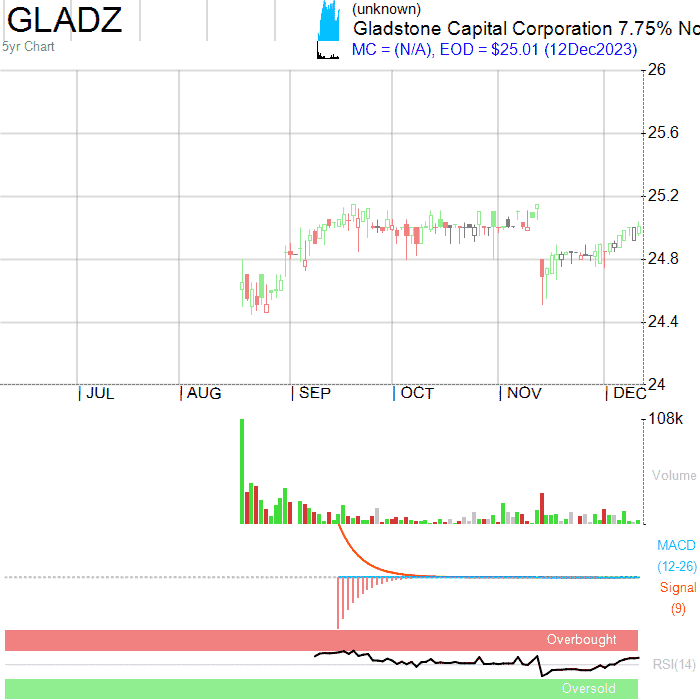 GLADZ
5yr Chart
(unknown)
Gladstone Capital Corporation 7.75% No
MC = (N/A), EOD = $25.01 (12Dec2023)
26
25.6
25.2
24.8
24.4
24
JUL AUG SEP OCT NOV DEC
108k
Volume
MACD
(12-26)
Signal
(9)
Overbought
RSI(14)
Oversold